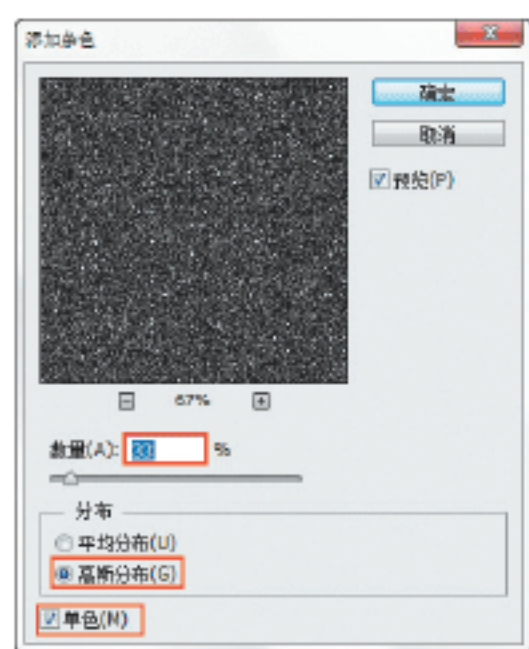 添加杂色
确定
取消
预览(P)
67%
数量(A): 33 %
分布
平均分布(U)
高斯分布(G)
单色(M)